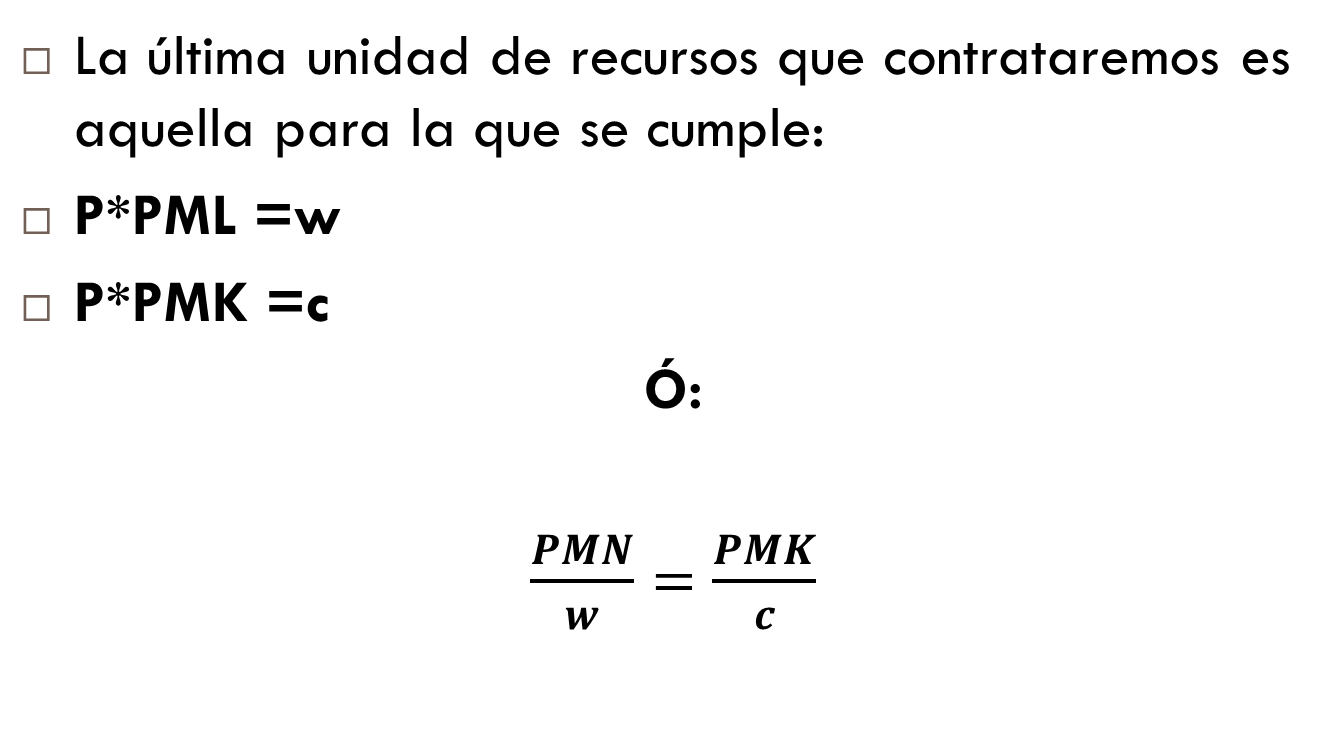 □ La última unidad de recursos que contrataremos es
aquella para la que se cumple:
□ P*PML =w
□ P*PMK =c
Ó:
PMN/w = PMK/c